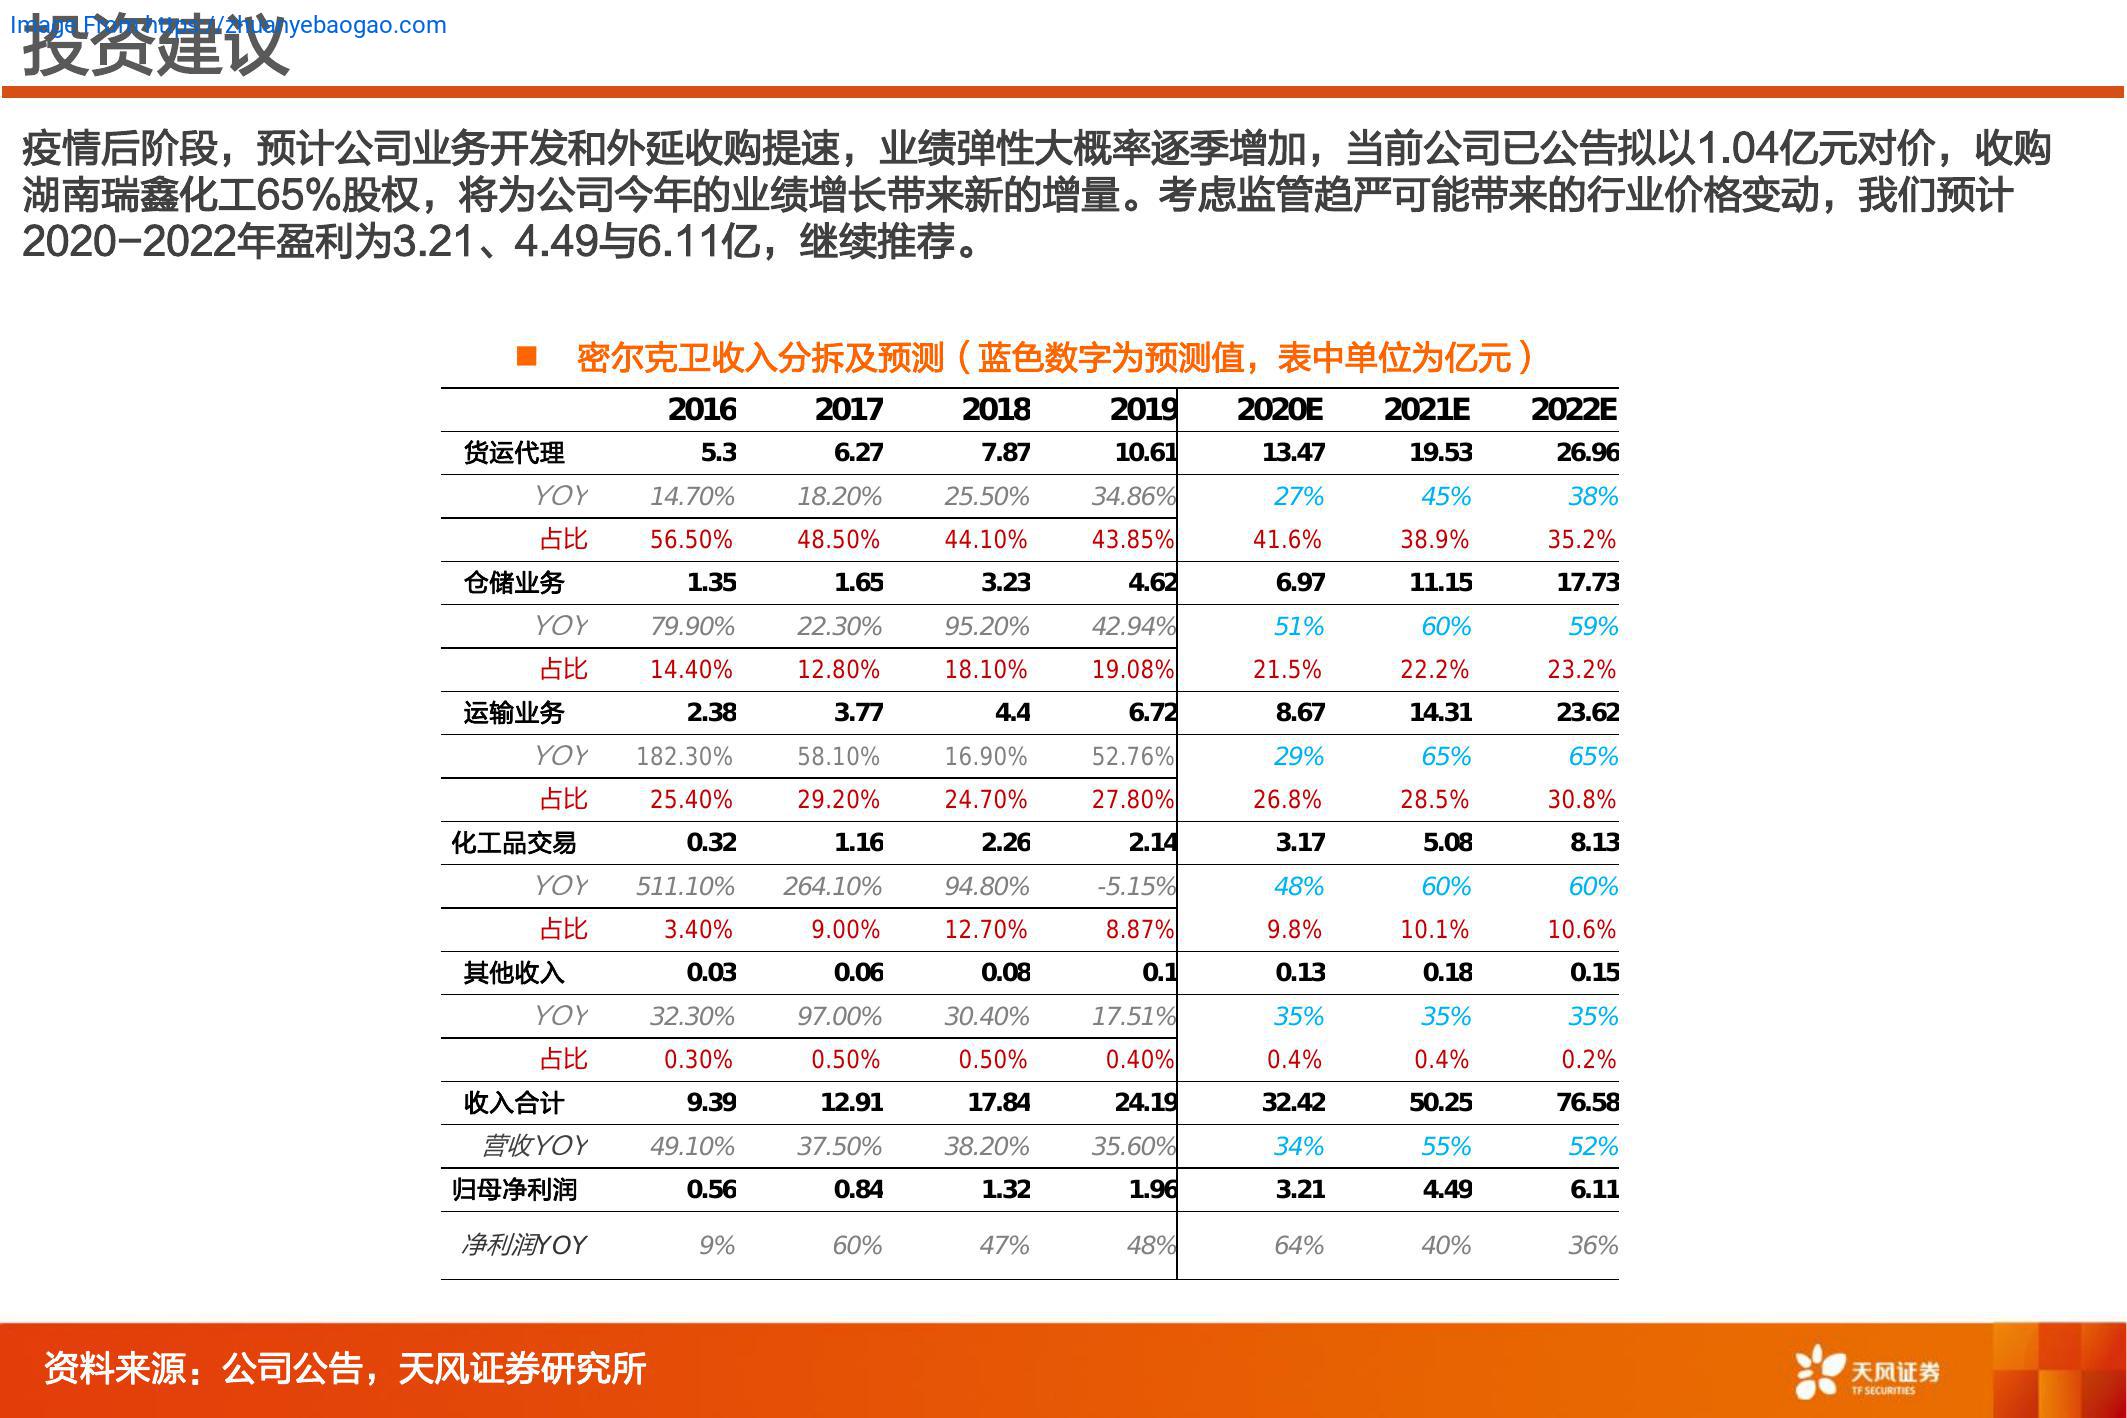 Image From https://zhuanyebaogao.com
投资建议
疫情后阶段，预计公司业务开发和外延收购提速，业绩弹性大概率逐季增加，当前公司已公告拟以1.04亿元对价，收购
湖南瑞鑫化工65%股权，将为公司今年的业绩增长带来新的增量。考虑监管趋严可能带来的行业价格变动，我们预计
2020-2022年盈利为3.21、4.49与6.11亿，继续推荐。
■ 密尔克卫收入分拆及预测（蓝色数字为预测值，表中单位为亿元）
2016 2017 2018 2019 2020E 2021E 2022E
货运代理 5.3 6.27 7.87 10.61 13.47 19.53 26.96
YOY 14.70% 18.20% 25.50% 34.86% 27% 45% 38%
占比 56.50% 48.50% 44.10% 43.85% 41.6% 38.9% 35.2%
仓储业务 1.35 1.65 3.23 4.62 6.97 11.15 17.73
YOY 79.90% 22.30% 95.20% 42.94% 51% 60% 59%
占比 14.40% 12.80% 18.10% 19.08% 21.5% 22.2% 23.2%
运输业务 2.38 3.77 4.4 6.72 8.67 14.31 23.62
YOY 182.30% 58.10% 16.90% 52.76% 29% 65% 65%
占比 25.40% 29.20% 24.70% 27.80% 26.8% 28.5% 30.8%
化工品交易 0.32 1.16 2.26 2.14 3.17 5.08 8.13
YOY 511.10% 264.10% 94.80% -5.15% 48% 60% 60%
占比 3.40% 9.00% 12.70% 8.87% 9.8% 10.1% 10.6%
其他收入 0.03 0.06 0.08 0.1 0.13 0.18 0.15
YOY 32.30% 97.00% 30.40% 17.51% 35% 35% 35%
占比 0.30% 0.50% 0.50% 0.40% 0.4% 0.4% 0.2%
收入合计 9.39 12.91 17.84 24.19 32.42 50.25 76.58
营收YOY 49.10% 37.50% 38.20% 35.60% 34% 55% 52%
归母净利润 0.56 0.84 1.32 1.96 3.21 4.49 6.11
净利润YOY 9% 60% 47% 48% 64% 40% 36%
资料来源：公司公告，天风证券研究所
天风证券
TF SECURITIES